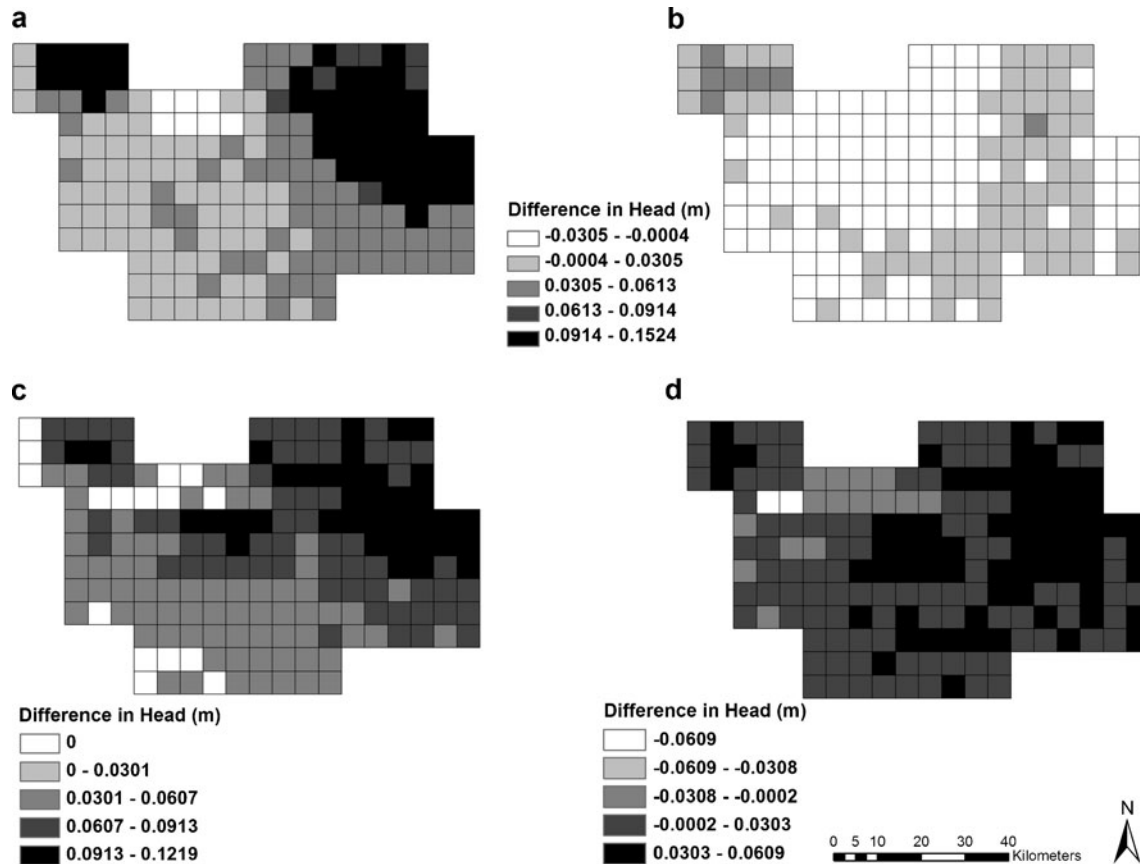 a
b
Difference in Head (m)
-0.0305 - -0.0004
-0.0004 - 0.0305
0.0305 - 0.0613
0.0613 - 0.0914
0.0914 - 0.1524
c
d
Difference in Head (m)
0
0 - 0.0301
0.0301 - 0.0607
0.0607 - 0.0913
0.0913 - 0.1219
Difference in Head (m)
-0.0609
-0.0609 - -0.0308
-0.0308 - -0.0002
-0.0002 - 0.0303
0.0303 - 0.0609
0 5 10 20 30 40
Kilometers
N